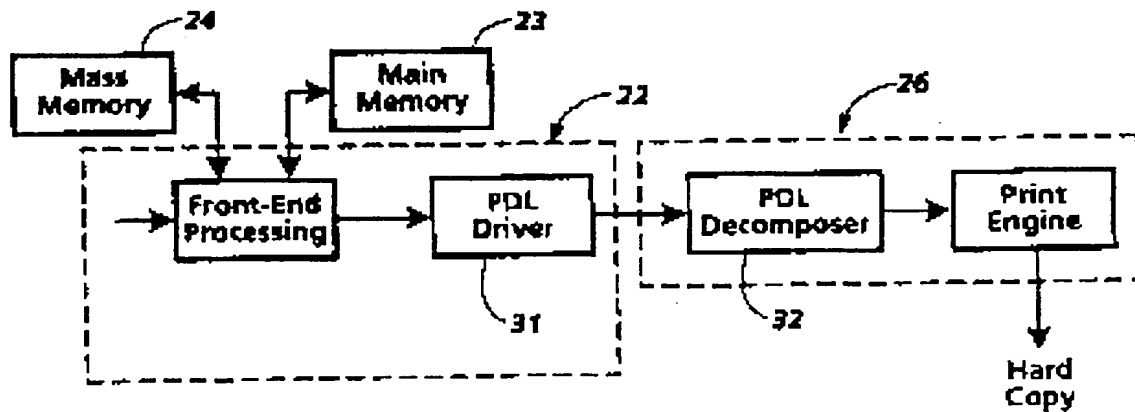 24
23
Mass
Memory
Main
Memory
22
26
Front-End
Processing
PDL
Driver
PDL
Decomposer
Print
Engine
31
32
Hard
Copy